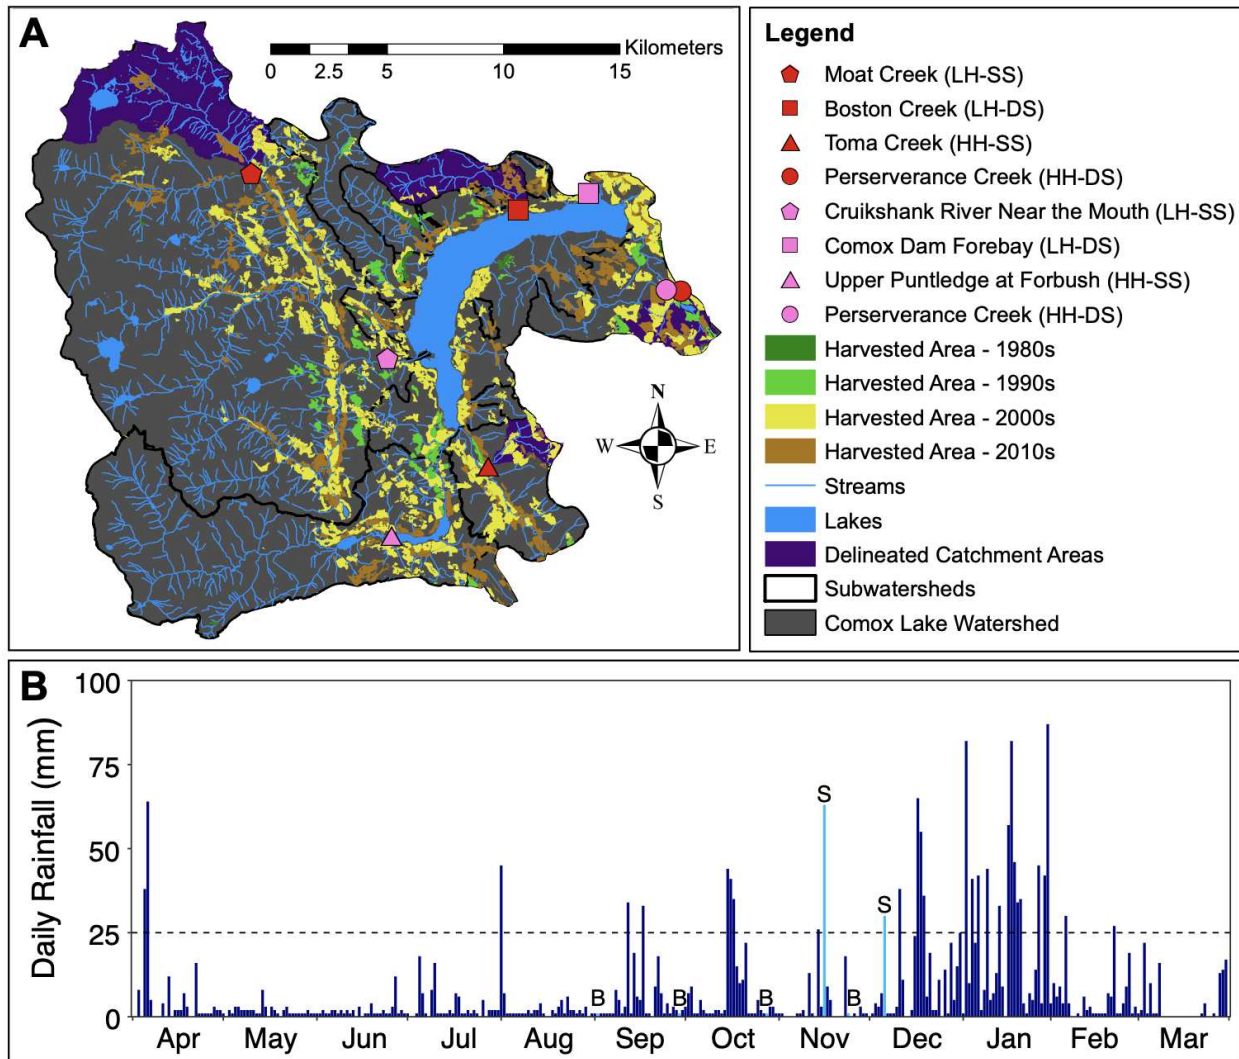 A
Kilometers
0 2.5 5 10 15
N
W E
S
Legend
Moat Creek (LH-SS)
Boston Creek (LH-DS)
Toma Creek (HH-SS)
Perserverance Creek (HH-DS)
Cruikshank River Near the Mouth (LH-SS)
Comox Dam Forebay (LH-DS)
Upper Puntledge at Forbush (HH-SS)
Perserverance Creek (HH-DS)
Harvested Area - 1980s
Harvested Area - 1990s
Harvested Area - 2000s
Harvested Area - 2010s
Streams
Lakes
Delineated Catchment Areas
Subwatersheds
Comox Lake Watershed
B
Daily Rainfall (mm)
100
75
50
25
0
S
S
B B B B
Apr May Jun Jul Aug Sep Oct Nov Dec Jan Feb Mar